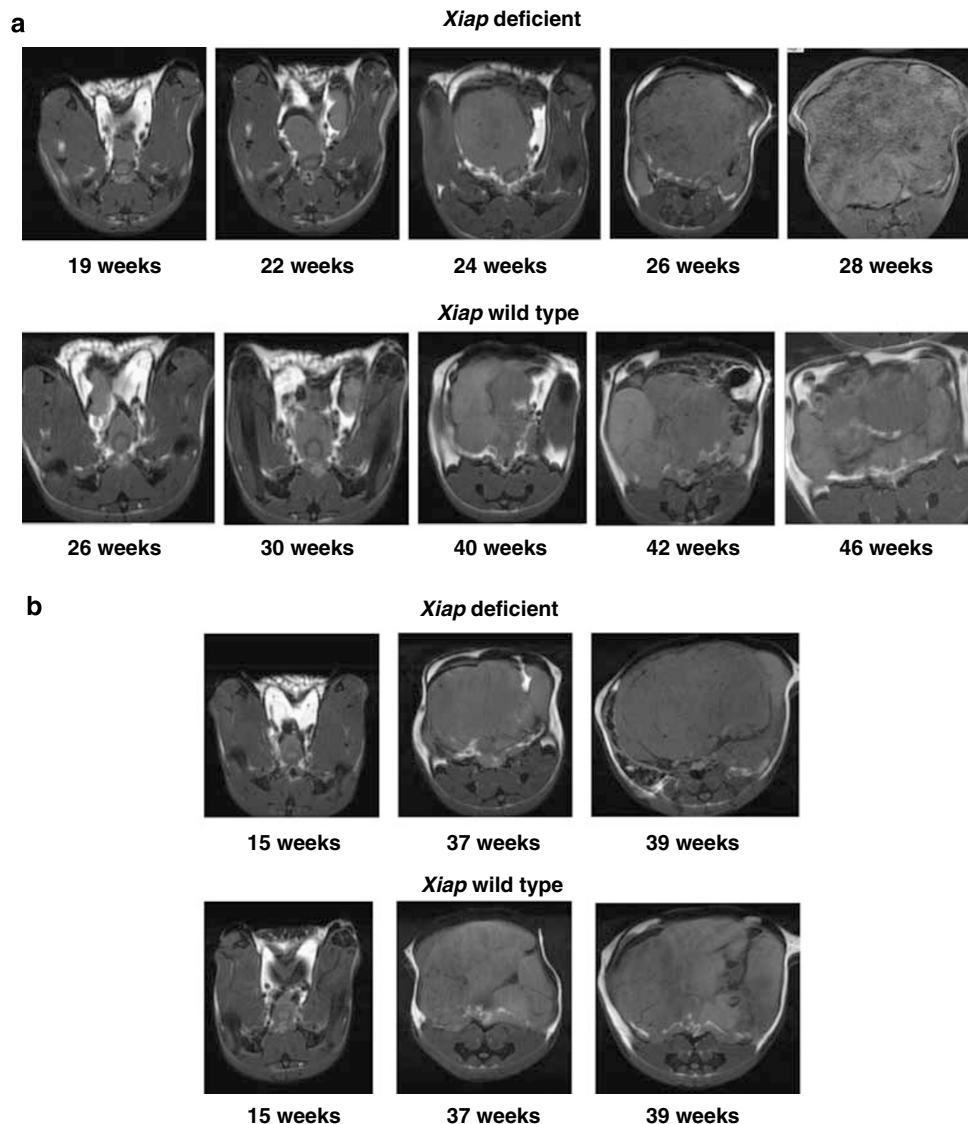 a
Xiap deficient
19 weeks
22 weeks
24 weeks
26 weeks
28 weeks
Xiap wild type
26 weeks
30 weeks
40 weeks
42 weeks
46 weeks
b
Xiap deficient
15 weeks
37 weeks
39 weeks
Xiap wild type
15 weeks
37 weeks
39 weeks